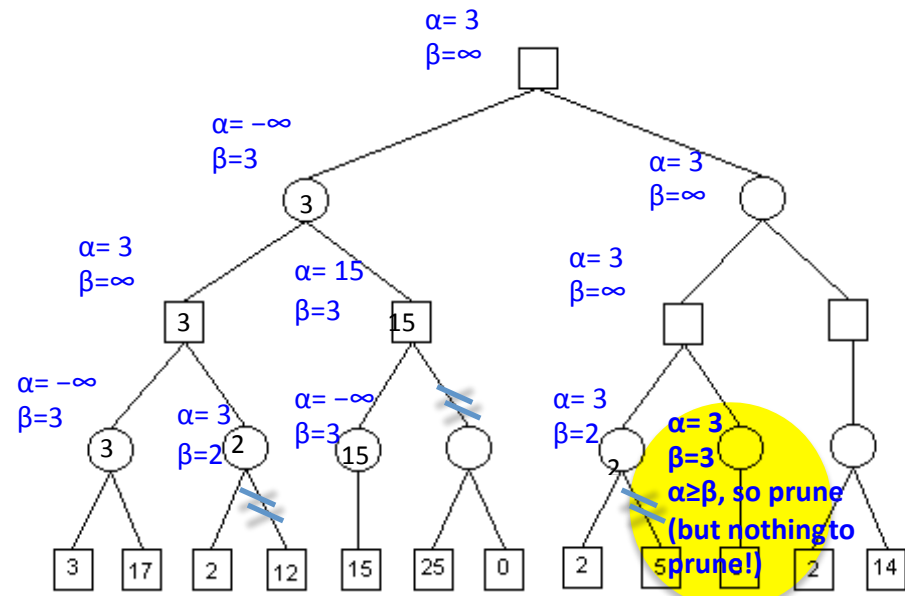 α= 3
β=∞
α= −∞
β=3
α= 3
β=∞
3
α= 3
β=∞
α= 15
β=3
α= 3
β=∞
3
15
α= −∞
β=3
α= 3
β=2
α= −∞
β=3
α= 3
β=2
α= 3
β=3
α≥β, so prune
(but nothing to
prune!)
3
2
15
2
3
17
2
12
15
25
0
2
5
2
14